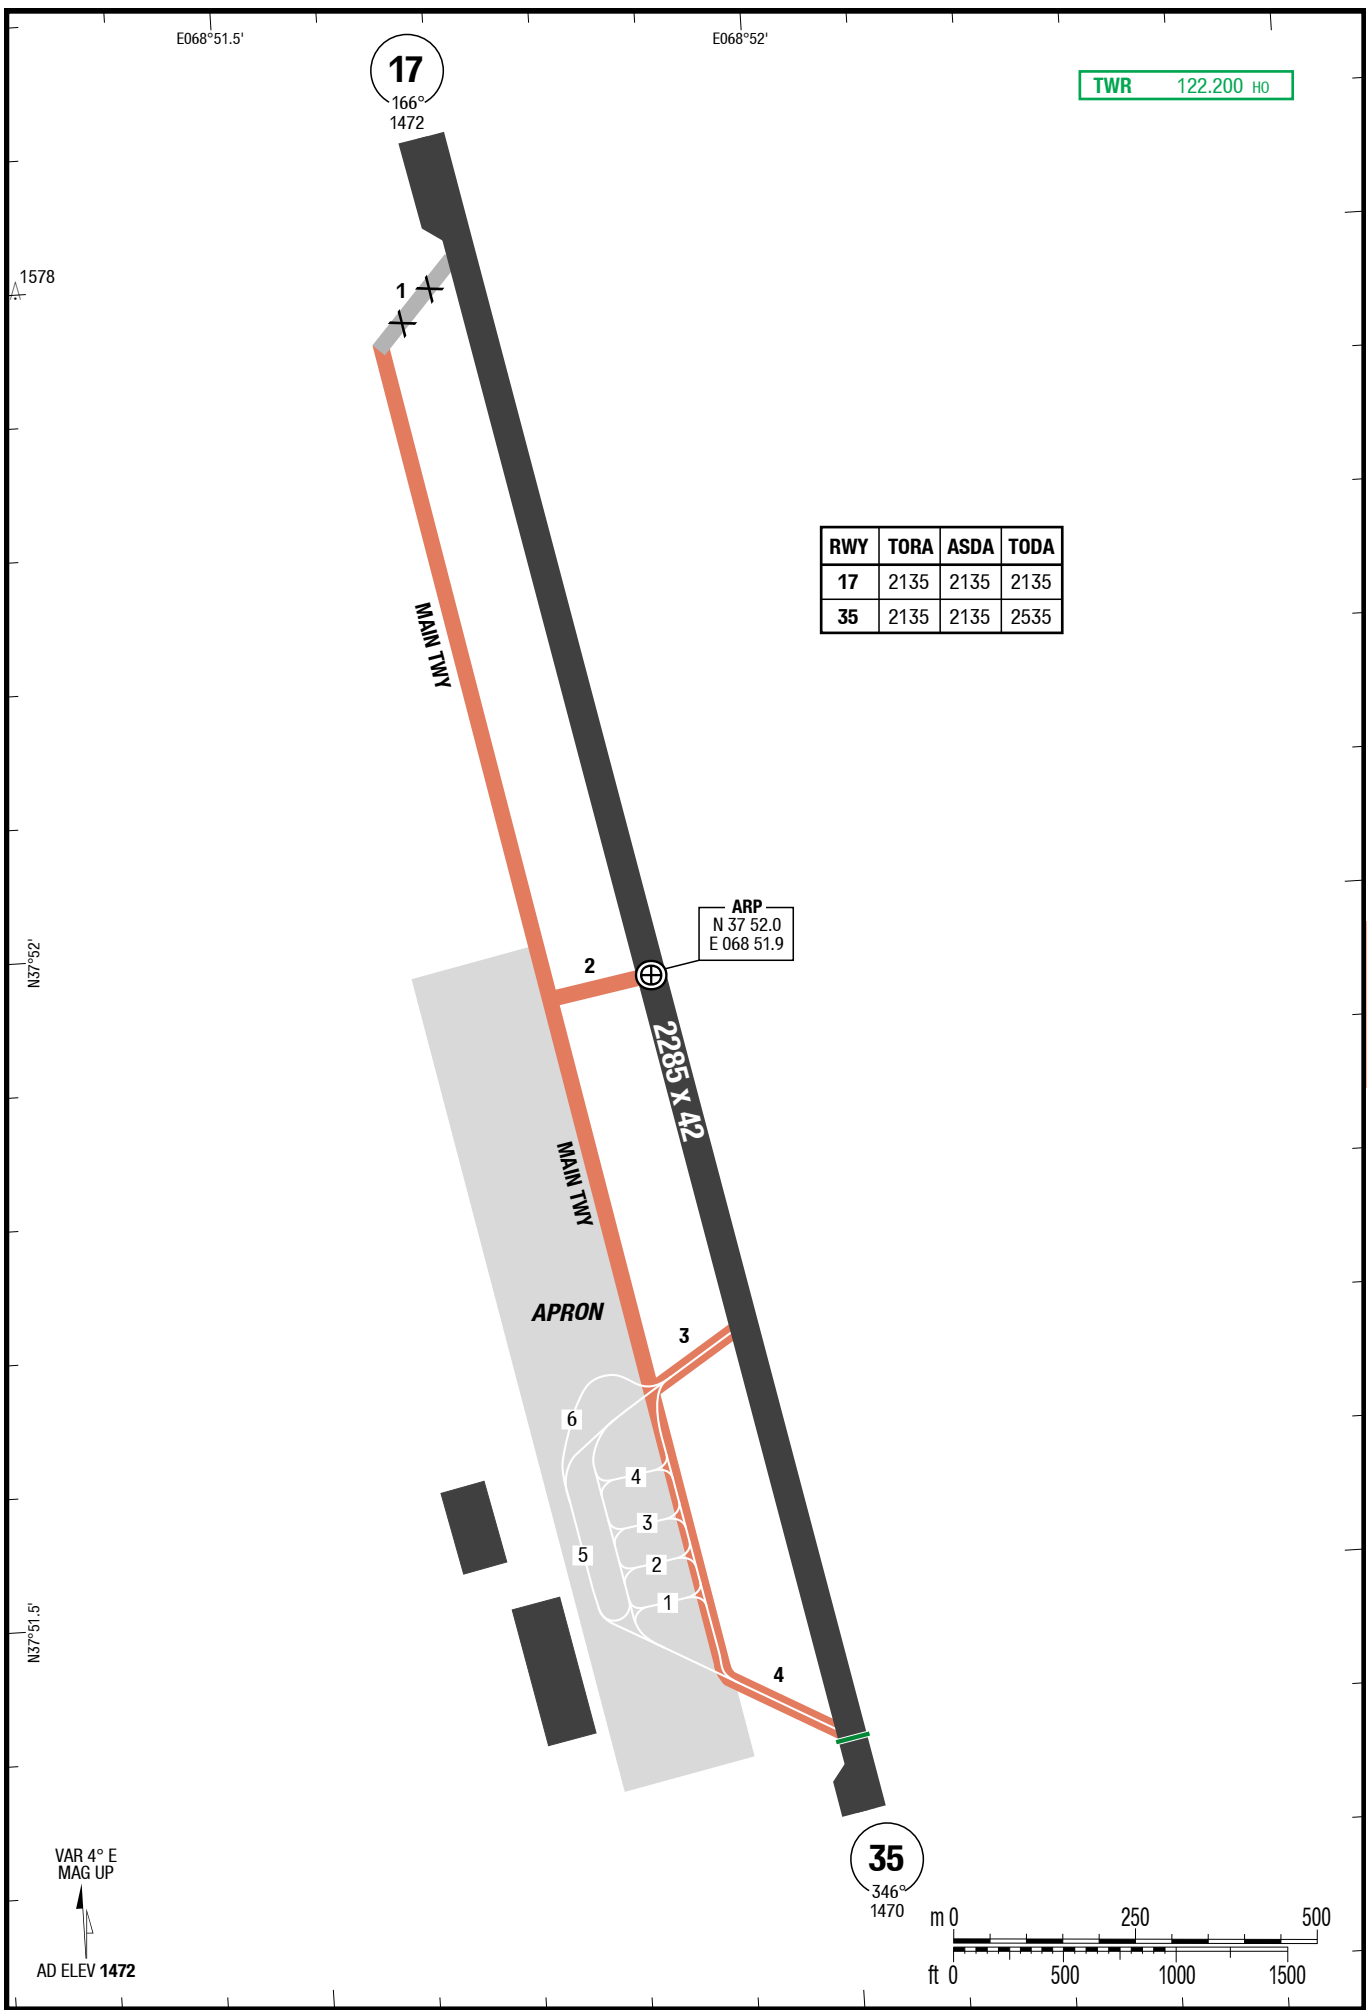 E068°51.5'
E068°52'
17
166°
1472
TWR 122.200 HO
1578
1
RWY TORA ASDA TODA
17 2135 2135 2135
35 2135 2135 2535
MAIN TWY
ARP
N 37 52.0
E 068 51.9
N37°52'
2
2285 x 42
MAIN TWY
APRON
3
6
4
3
5
2
1
N37°51.5'
4
35
346°
1470
VAR 4° E
MAG UP
AD ELEV 1472
m 0 250 500
ft 0 500 1000 1500